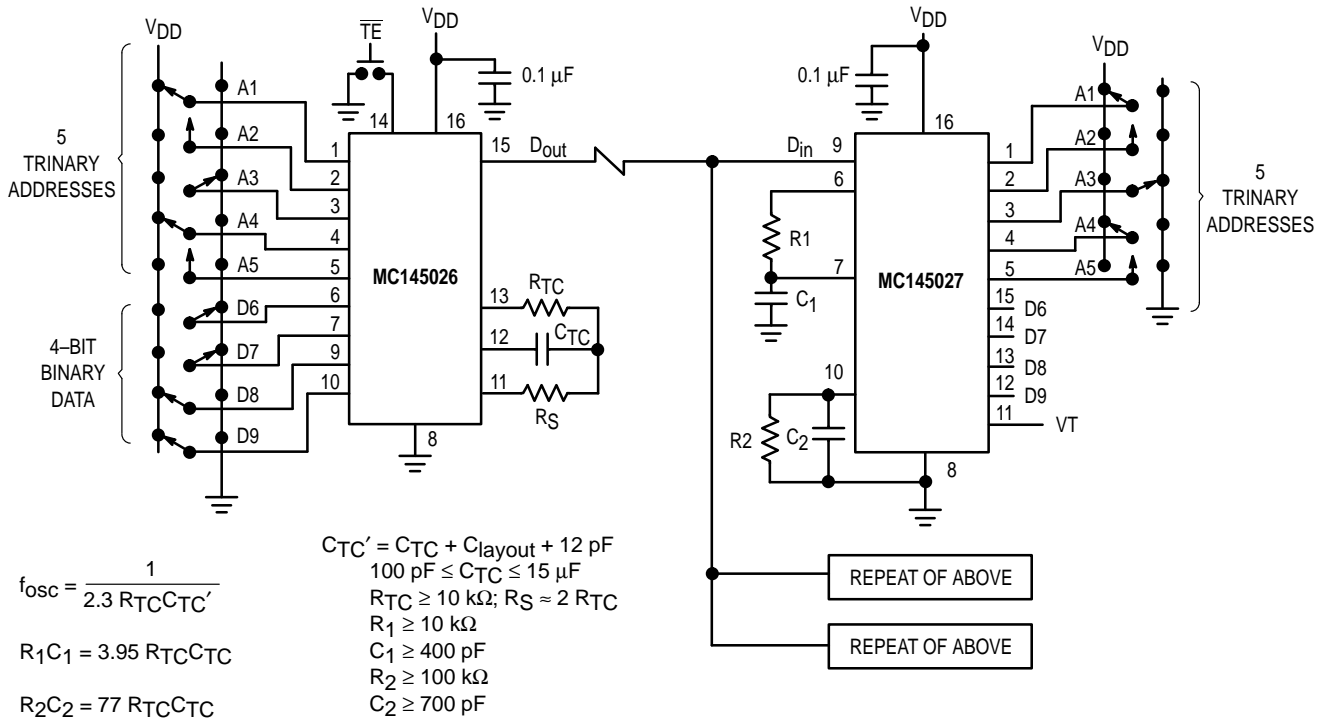 VDD
TE
VDD
0.1 μF
5
TRINARY
ADDRESSES
A1
A2
A3
A4
A5
4–BIT
BINARY
DATA
D6
D7
D8
D9
14
16
1
2
3
4
5
6
7
9
10
MC145026
15
Dout
13
RTC
12
CTC
11
RS
8
VDD
0.1 μF
VDD
Din
9
6
R1
7
C1
10
R2
C2
16
MC145027
1
2
3
4
5
A1
A2
A3
A4
A5
15
D6
14
D7
13
D8
12
D9
11
VT
8
5
TRINARY
ADDRESSES
REPEAT OF ABOVE
REPEAT OF ABOVE
fosc = 1 / 2.3 RTCCTC′
R1C1 = 3.95 RTCCTC
R2C2 = 77 RTCCTC
CTC′ = CTC + Clayout + 12 pF
100 pF ≤ CTC ≤ 15 μF
RTC ≥ 10 kΩ; RS ≈ 2 RTC
R1 ≥ 10 kΩ
C1 ≥ 400 pF
R2 ≥ 100 kΩ
C2 ≥ 700 pF